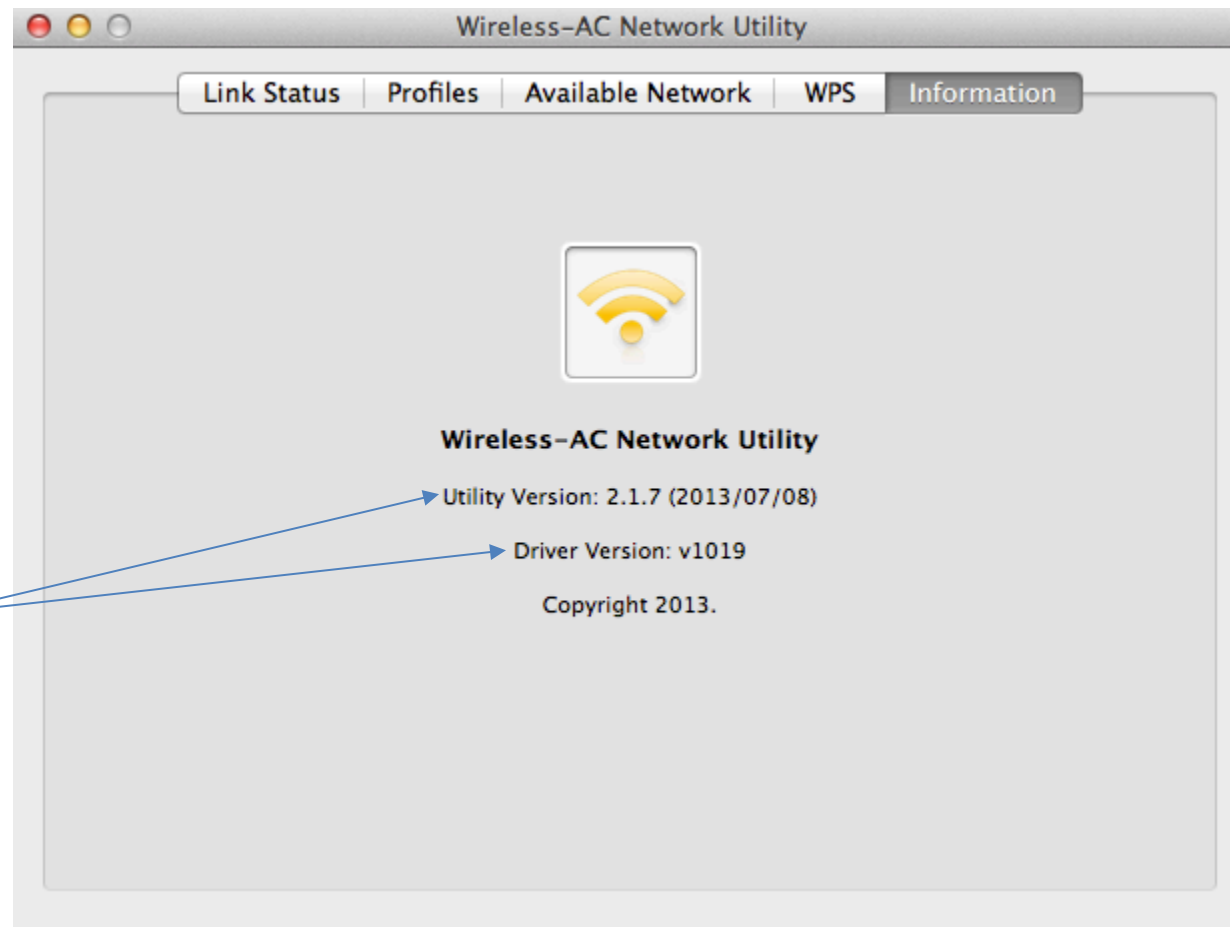 Wireless-AC Network Utility
Link Status Profiles Available Network WPS Information
Wireless-AC Network Utility
Utility Version: 2.1.7 (2013/07/08)
Driver Version: v1019
Copyright 2013.